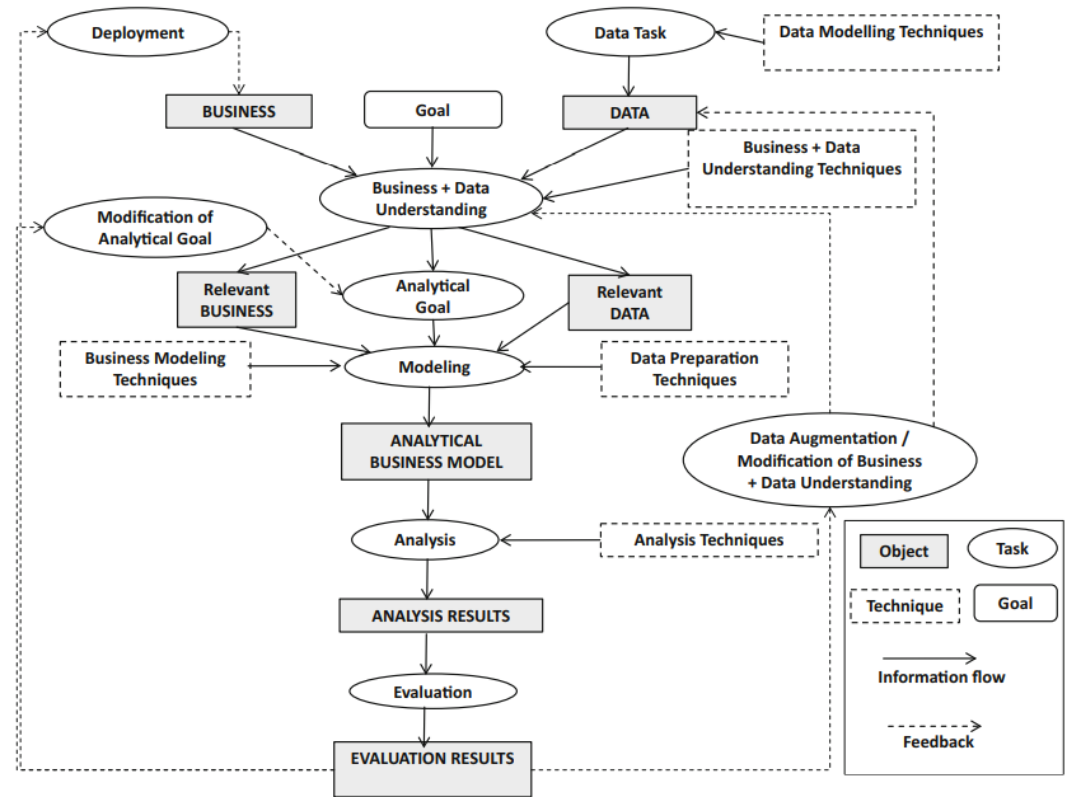 Deployment
Data Task
Data Modelling Techniques
BUSINESS
Goal
DATA
Business + Data
Understanding Techniques
Business + Data
Understanding
Modification of
Analytical Goal
Relevant
BUSINESS
Analytical
Goal
Relevant
DATA
Business Modeling
Techniques
Modeling
Data Preparation
Techniques
ANALYTICAL
BUSINESS MODEL
Data Augmentation /
Modification of Business
+ Data Understanding
Analysis
Analysis Techniques
ANALYSIS RESULTS
Evaluation
EVALUATION RESULTS
Object
Task
Technique
Goal
Information flow
Feedback